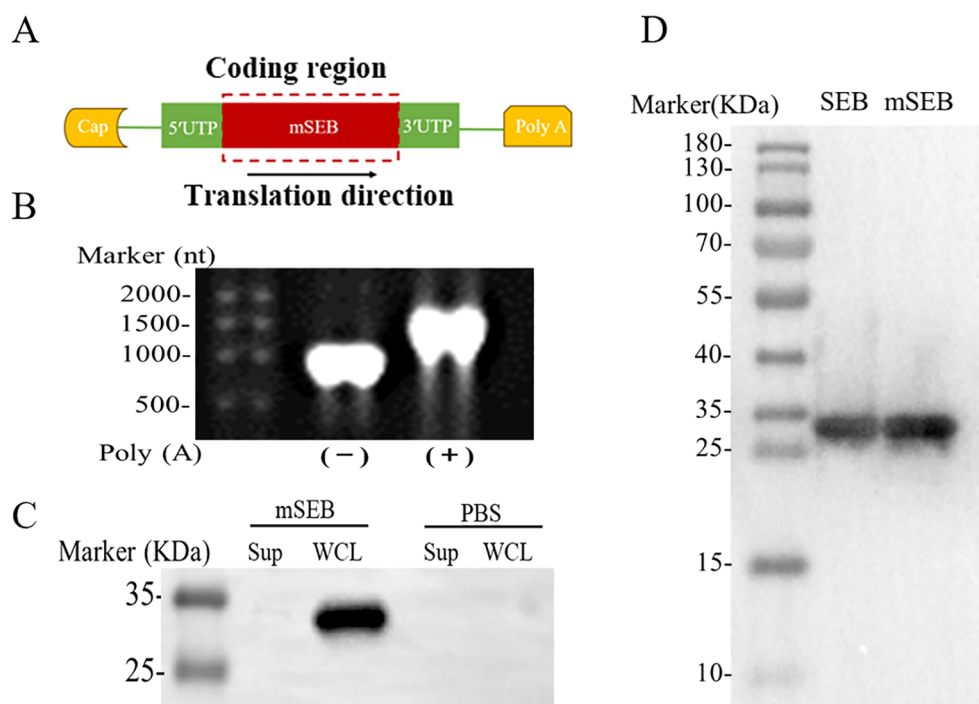 A
Coding region
Cap 5'UTP mSEB 3'UTP Poly A
Translation direction
B
Marker (nt)
2000-
1500-
1000-
500-
Poly (A) (−) (+)
C
mSEB PBS
Marker (KDa) Sup WCL Sup WCL
35-
25-
D
Marker(KDa) SEB mSEB
180-
130-
100-
70-
55-
40-
35-
25-
15-
10-